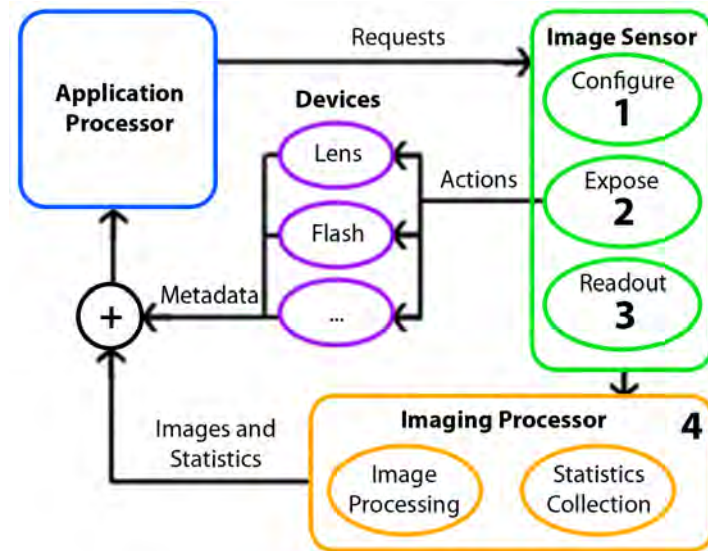 Requests
Image Sensor
Configure
1
Application
Processor
Devices
Lens
Actions
Expose
2
Flash
Readout
3
Metadata
+
...
Imaging Processor
4
Images and
Statistics
Image
Processing
Statistics
Collection